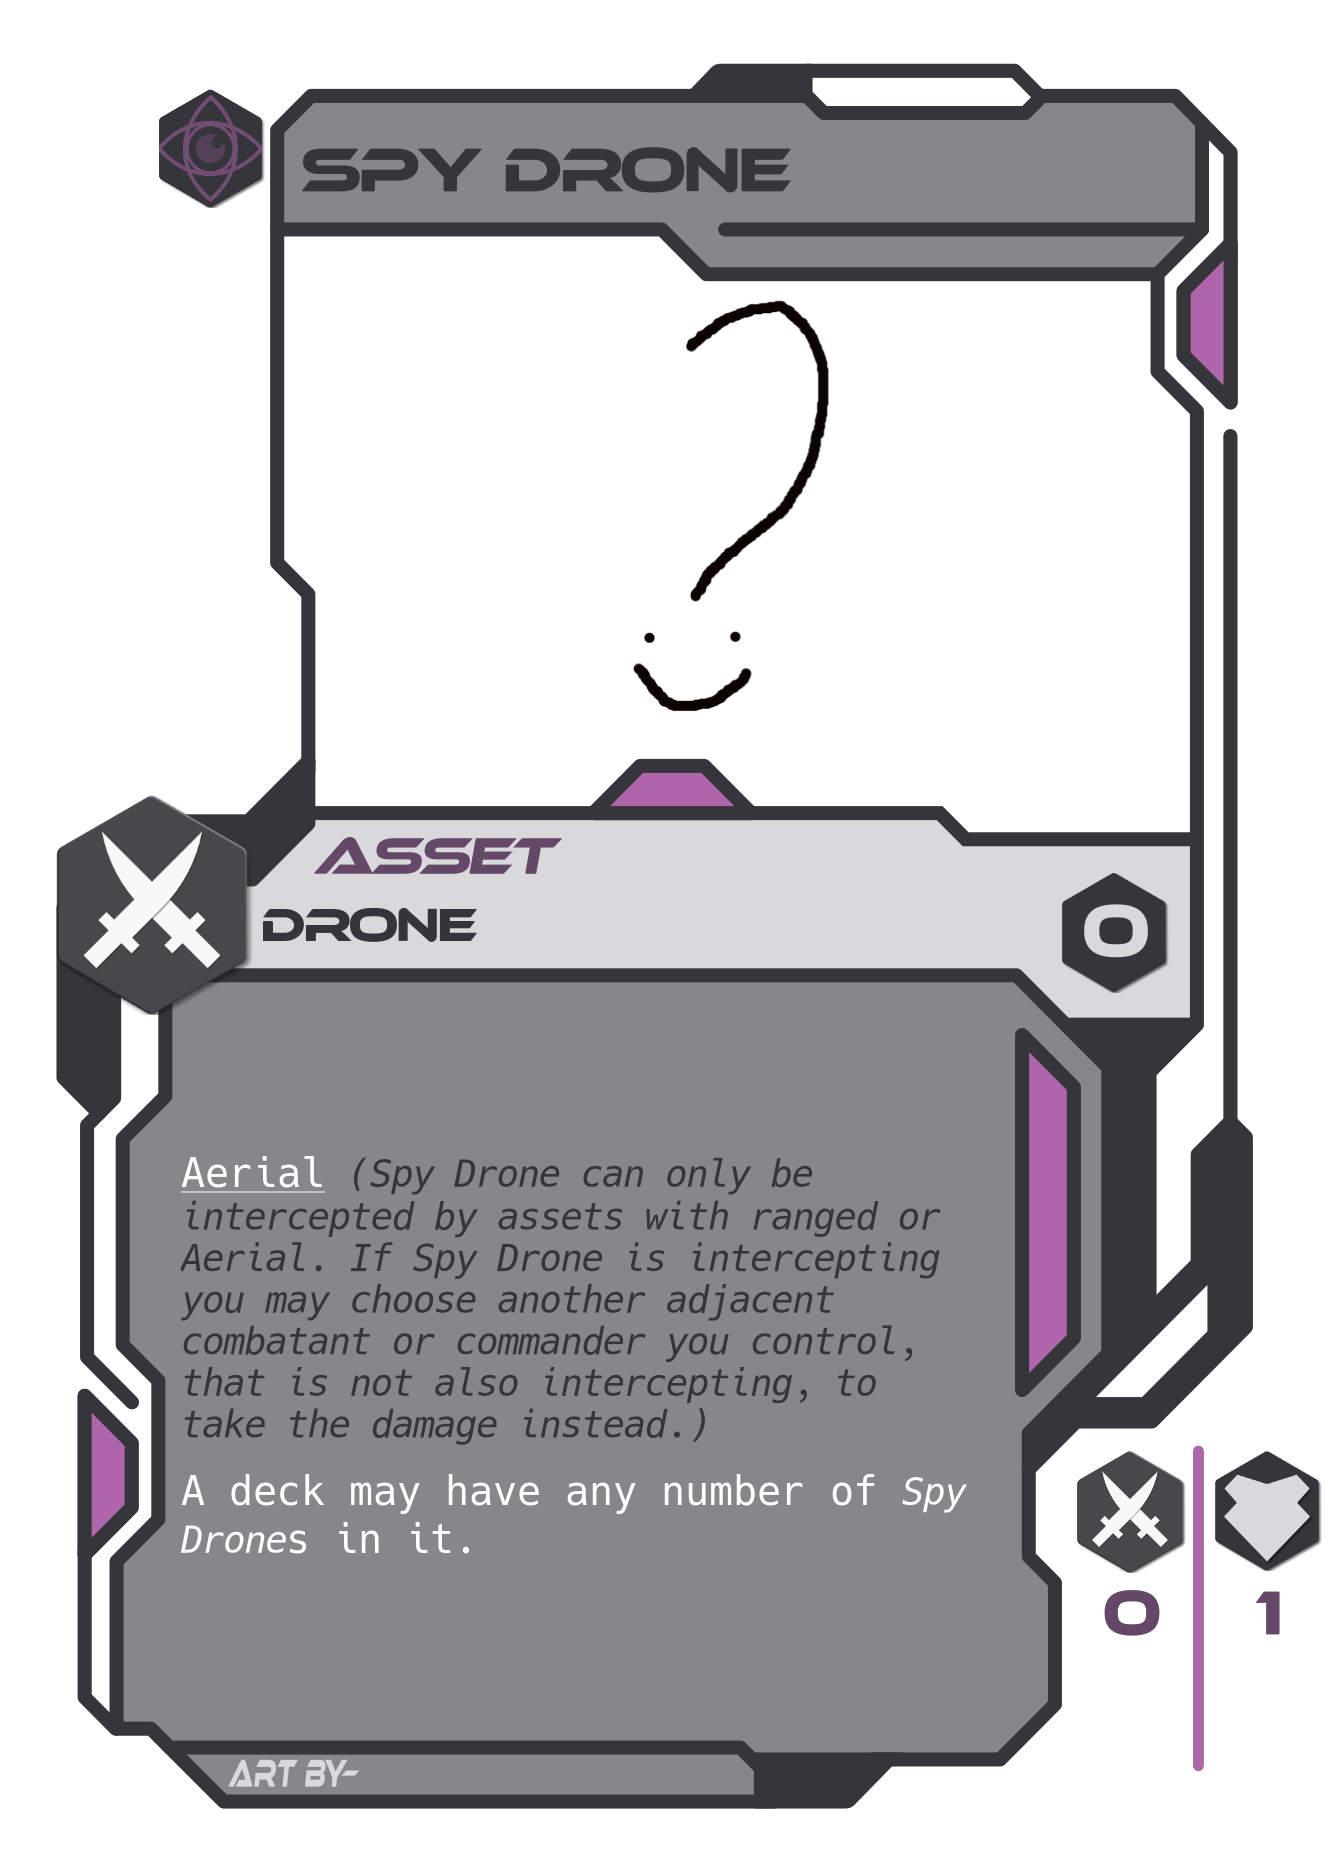 SPY DRONE
ASSET
DRONE
0
Aerial (Spy Drone can only be
intercepted by assets with ranged or
Aerial. If Spy Drone is intercepting
you may choose another adjacent
combatant or commander you control,
that is not also intercepting, to
take the damage instead.)
A deck may have any number of Spy
Drones in it.
0 1
ART BY-